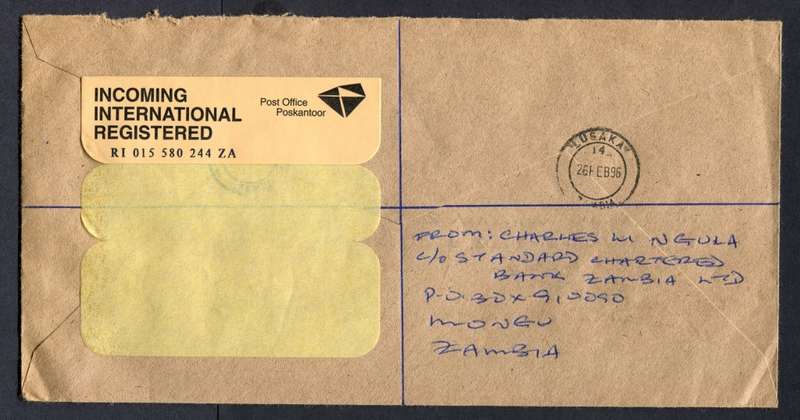 INCOMING
INTERNATIONAL
REGISTERED
Post Office
Poskantoor
RI 015 580 244 ZA
LUSAKA
14
26 FEB 96
FROM: CHARLES M NGULA
C/O STANDARD CHARTERED
BANK ZAMBIA LTD
P.O. BOX 910090
MONGU
ZAMBIA